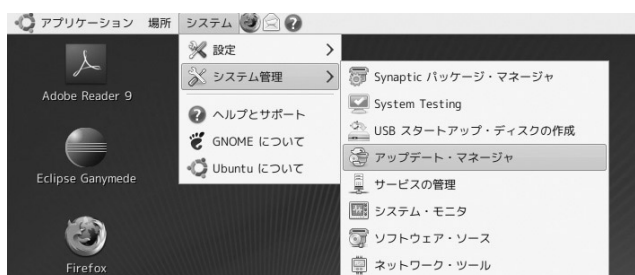 アプリケーション 場所 システム
設定
システム管理
ヘルプとサポート
GNOME について
Ubuntu について
Synaptic パッケージ・マネージャ
System Testing
USB スタートアップ・ディスクの作成
アップデート・マネージャ
サービスの管理
システム・モニタ
ソフトウェア・ソース
ネットワーク・ツール
Adobe Reader 9
Eclipse Ganymede
Firefox